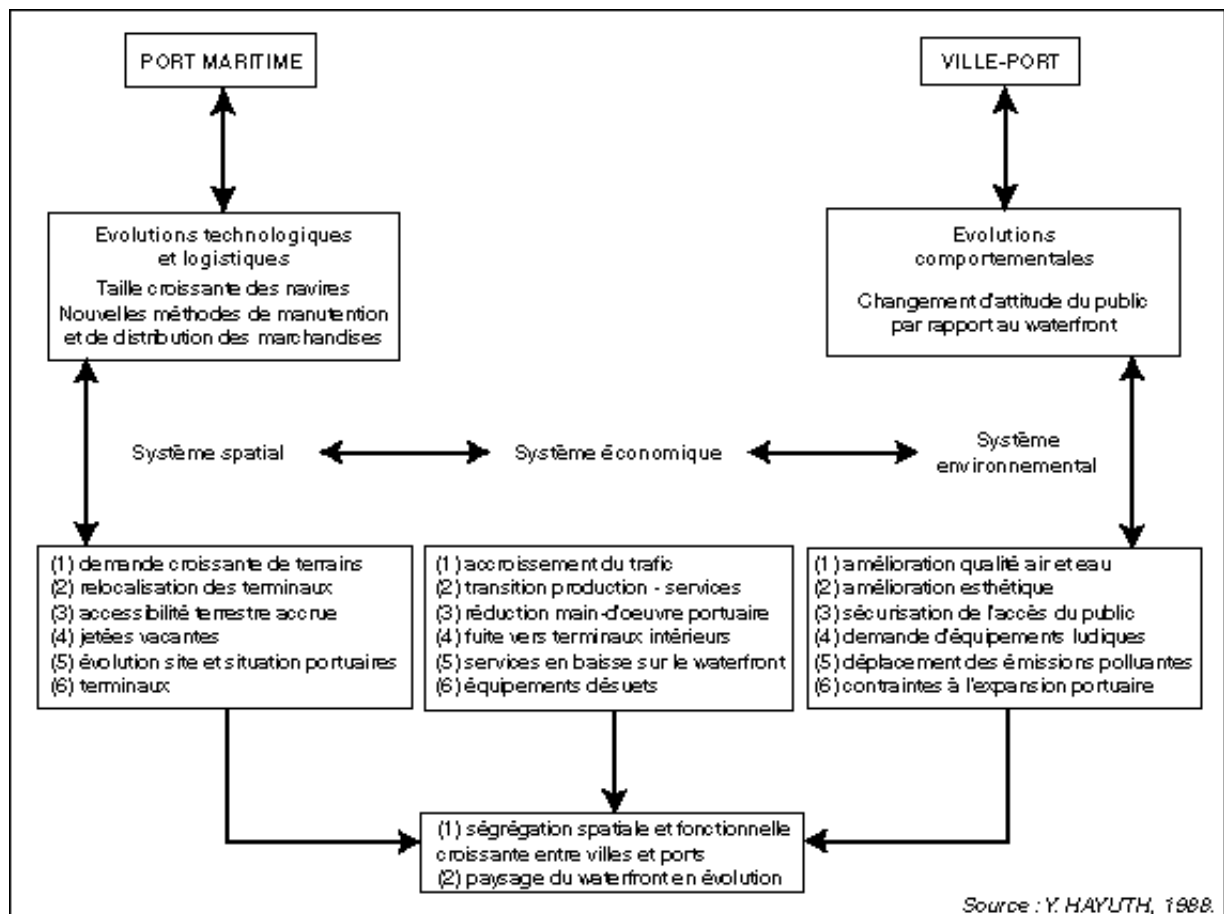 PORT MARITIME
VILLE-PORT
Evolutions technologiques
et logistiques
Taille croissante des navires
Nouvelles méthodes de manutention
et de distribution des marchandises
Evolutions
comportementales
Changement d'attitude du public
par rapport au waterfront
Système spatial
Système économique
Système
environnemental
(1) demande croissante de terrains
(2) relocalisation des terminaux
(3) accessibilité terrestre accrue
(4) jetées vacantes
(5) évolution site et situation portuaires
(6) terminaux
(1) accroissement du trafic
(2) transition production - services
(3) réduction main-d'oeuvre portuaire
(4) fuite vers terminaux intérieurs
(5) services en baisse sur le waterfront
(6) équipements désuets
(1) amélioration qualité air et eau
(2) amélioration esthétique
(3) sécurisation de l'accès du public
(4) demande d'équipements ludiques
(5) déplacement des émissions polluantes
(6) contraintes à l'expansion portuaire
(1) ségrégation spatiale et fonctionnelle
croissante entre villes et ports
(2) paysage du waterfront en évolution
Source : Y. HAYUTH, 1988.